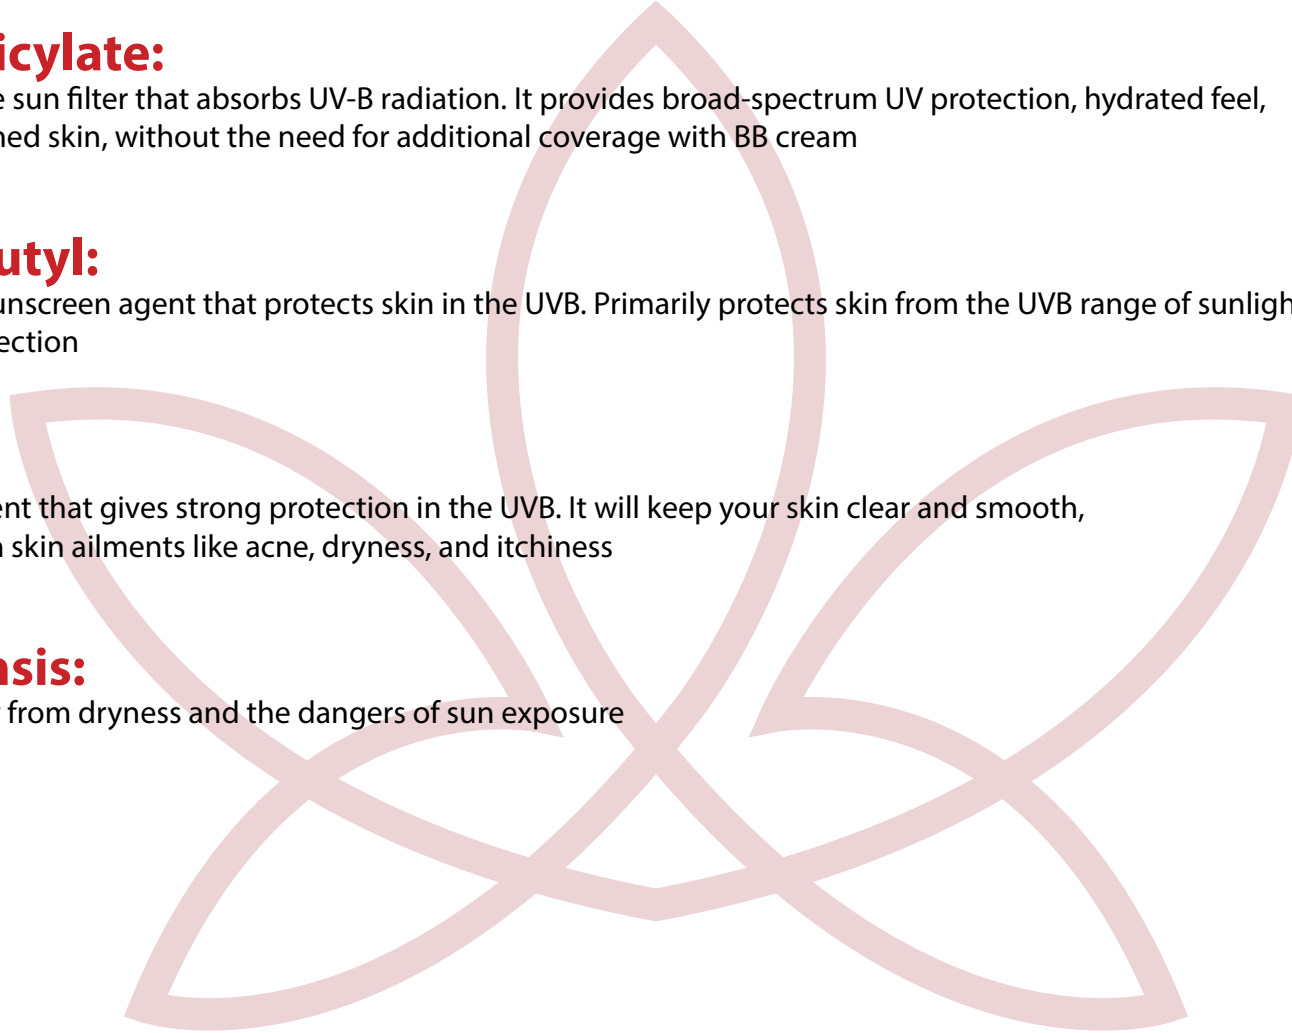 icylate:
e sun filter that absorbs UV-B radiation. It provides broad-spectrum UV protection, hydrated feel,
ned skin, without the need for additional coverage with BB cream
utyl:
unscreen agent that protects skin in the UVB. Primarily protects skin from the UVB range of sunligh
ection
ent that gives strong protection in the UVB. It will keep your skin clear and smooth,
skin ailments like acne, dryness, and itchiness
nsis:
from dryness and the dangers of sun exposure